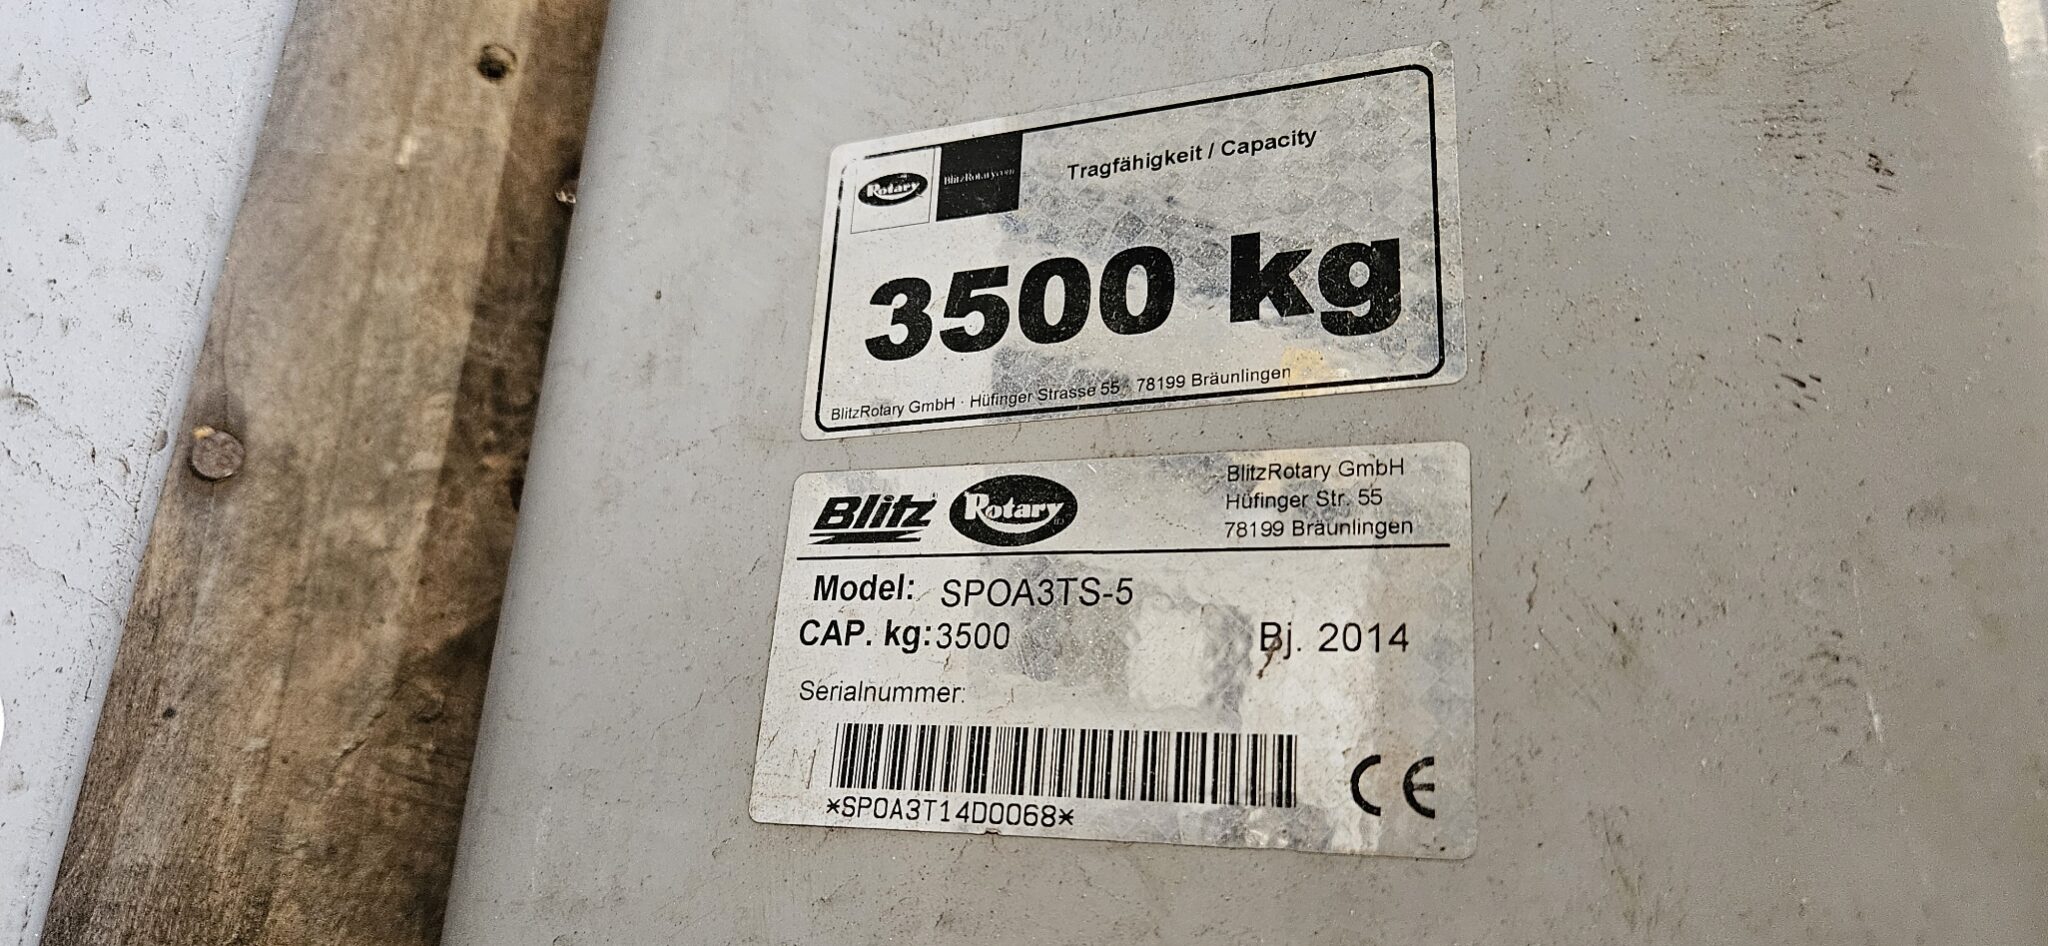 Rotary
BlitzRotary.com
Tragfähigkeit / Capacity
3500 kg
BlitzRotary GmbH · Hüfinger Strasse 55 · 78199 Bräunlingen
Blitz Rotary
BlitzRotary GmbH
Hüfinger Str. 55
78199 Bräunlingen
Model: SPOA3TS-5
CAP. kg:3500 Bj. 2014
Serialnummer:
N
*SPOA3T14D0068*
CE